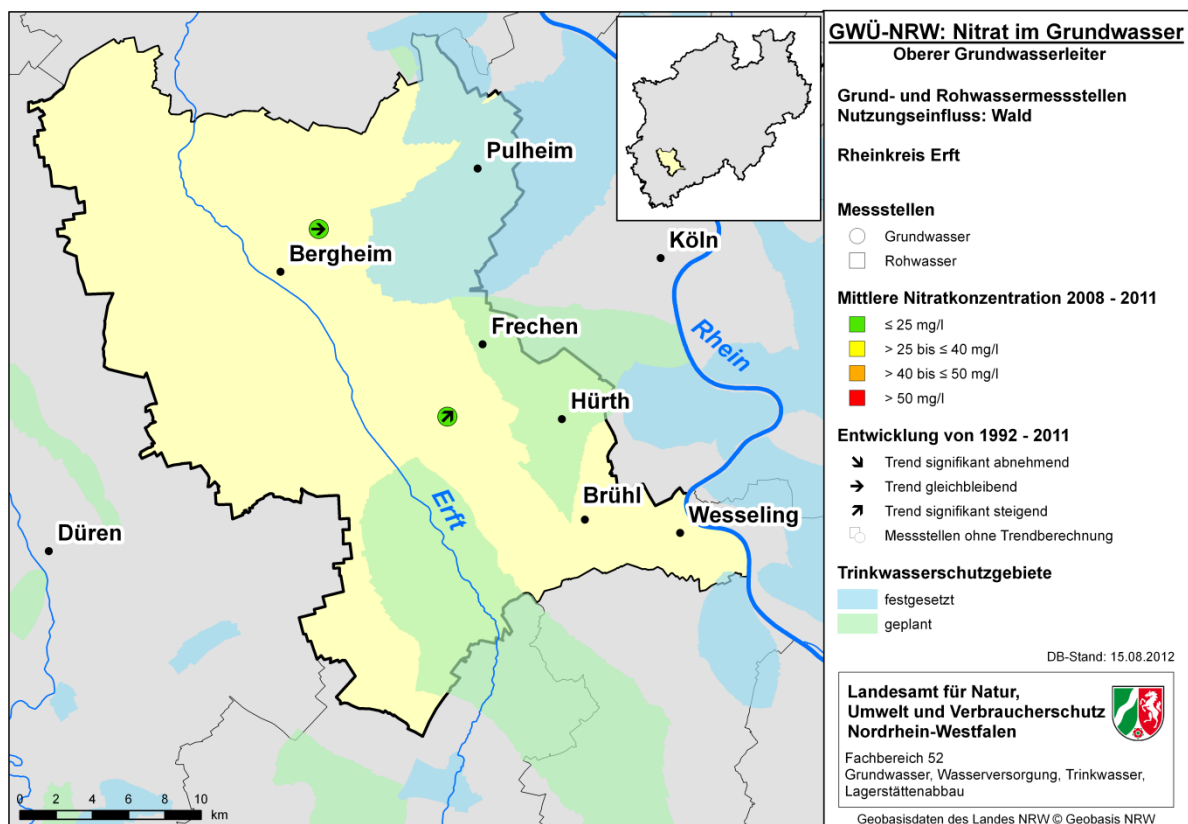 Pulheim
Bergheim
Köln
Frechen
Rhein
Hürth
Erft
Brühl
Wesseling
Düren
0 2 4 6 8 10
km
GWÜ-NRW: Nitrat im Grundwasser
Oberer Grundwasserleiter
Grund- und Rohwassermessstellen
Nutzungseinfluss: Wald
Rheinkreis Erft
Messstellen
Grundwasser
Rohwasser
Mittlere Nitratkonzentration 2008 - 2011
≤ 25 mg/l
> 25 bis ≤ 40 mg/l
> 40 bis ≤ 50 mg/l
> 50 mg/l
Entwicklung von 1992 - 2011
Trend signifikant abnehmend
Trend gleichbleibend
Trend signifikant steigend
Messstellen ohne Trendberechnung
Trinkwasserschutzgebiete
festgesetzt
geplant
DB-Stand: 15.08.2012
Landesamt für Natur,
Umwelt und Verbraucherschutz
Nordrhein-Westfalen
Fachbereich 52
Grundwasser, Wasserversorgung, Trinkwasser,
Lagerstättenabbau
Geobasisdaten des Landes NRW © Geobasis NRW